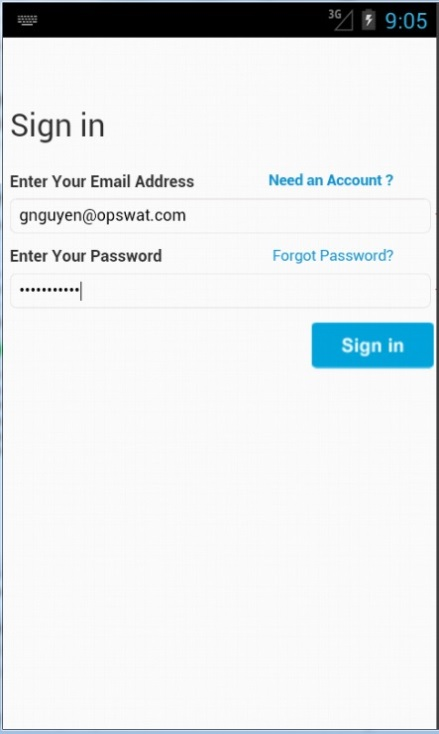 3G 9:05
Sign in
Enter Your Email Address Need an Account ?
gnguyen@opswat.com
Enter Your Password Forgot Password?
•••••••••••
Sign in